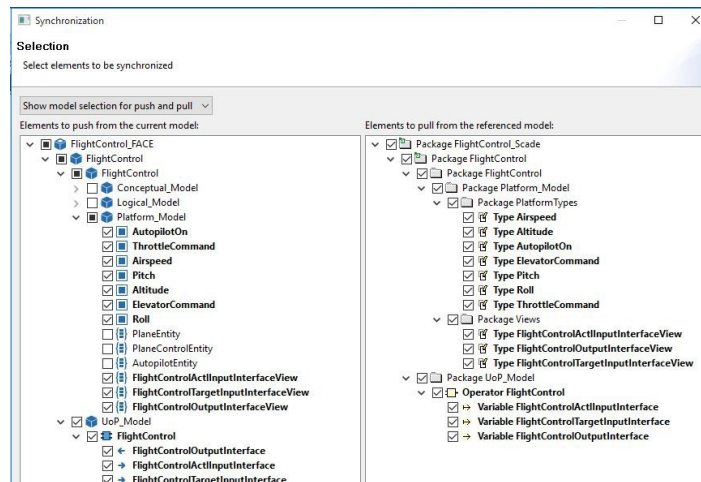 Synchronization
Selection
Select elements to be synchronized
Show model selection for push and pull
Elements to push from the current model:
FlightControl_FACE
FlightControl
FlightControl
Conceptual_Model
Logical_Model
Platform_Model
AutopilotOn
ThrottleCommand
Airspeed
Pitch
Altitude
ElevatorCommand
Roll
PlaneEntity
PlaneControlEntity
AutopilotEntity
FlightControlActlInputInterfaceView
FlightControlTargetInputInterfaceView
FlightControlOutputInterfaceView
UoP_Model
FlightControl
FlightControlOutputInterface
FlightControlActlInputInterface
FlightControlTargetInputInterface
Elements to pull from the referenced model:
Package FlightControl_Scade
Package FlightControl
Package FlightControl
Package Platform_Model
Package PlatformTypes
Type Airspeed
Type Altitude
Type AutopilotOn
Type ElevatorCommand
Type Pitch
Type Roll
Type ThrottleCommand
Package Views
Type FlightControlActlInputInterfaceView
Type FlightControlOutputInterfaceView
Type FlightControlTargetInputInterfaceView
Package UoP_Model
Operator FlightControl
Variable FlightControlActlInputInterface
Variable FlightControlTargetInputInterface
Variable FlightControlOutputInterface